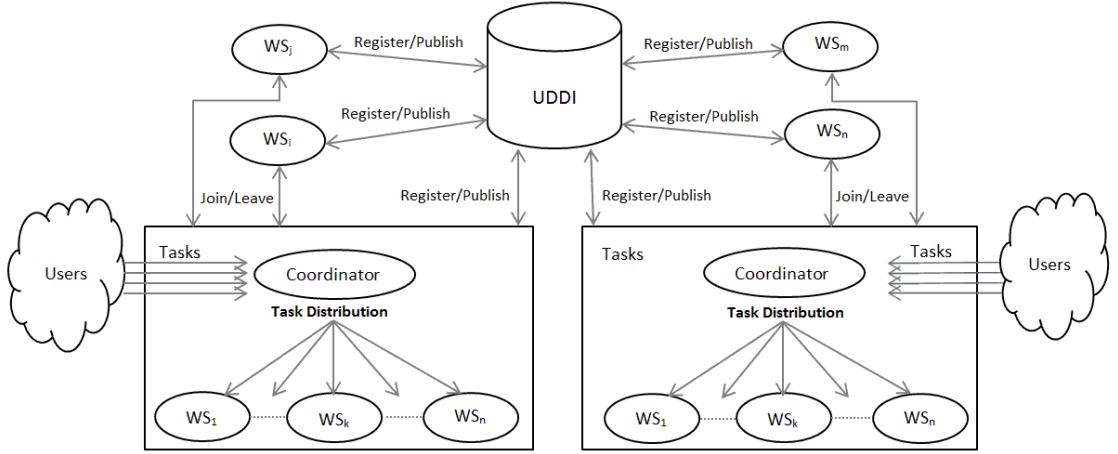 WSj
Register/Publish
Register/Publish
WSm
UDDI
WSi
Register/Publish
Register/Publish
WSn
Join/Leave
Register/Publish
Register/Publish
Join/Leave
Users
Tasks
Coordinator
Task Distribution
WS1
WSk
WSn
Tasks
Coordinator
Tasks
Users
Task Distribution
WS1
WSk
WSn